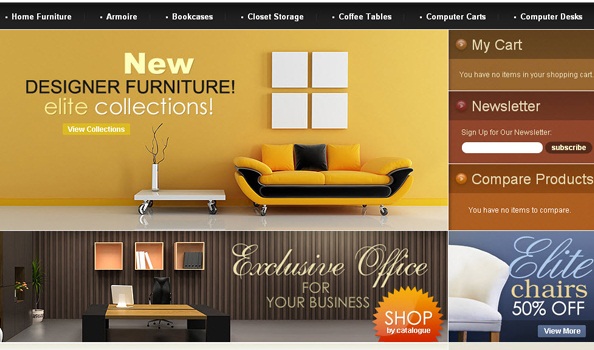 Home Furniture
Armoire
Bookcases
Closet Storage
Coffee Tables
Computer Carts
Computer Desks
New
DESIGNER FURNITURE!
elite collections!
View Collections
My Cart
You have no items in your shopping cart.
Newsletter
Sign Up for Our Newsletter:
subscribe
Compare Products
You have no items to compare.
Exclusive Office
FOR
YOUR BUSINESS
SHOP
by catalogue
Elite
chairs
50% OFF
View More